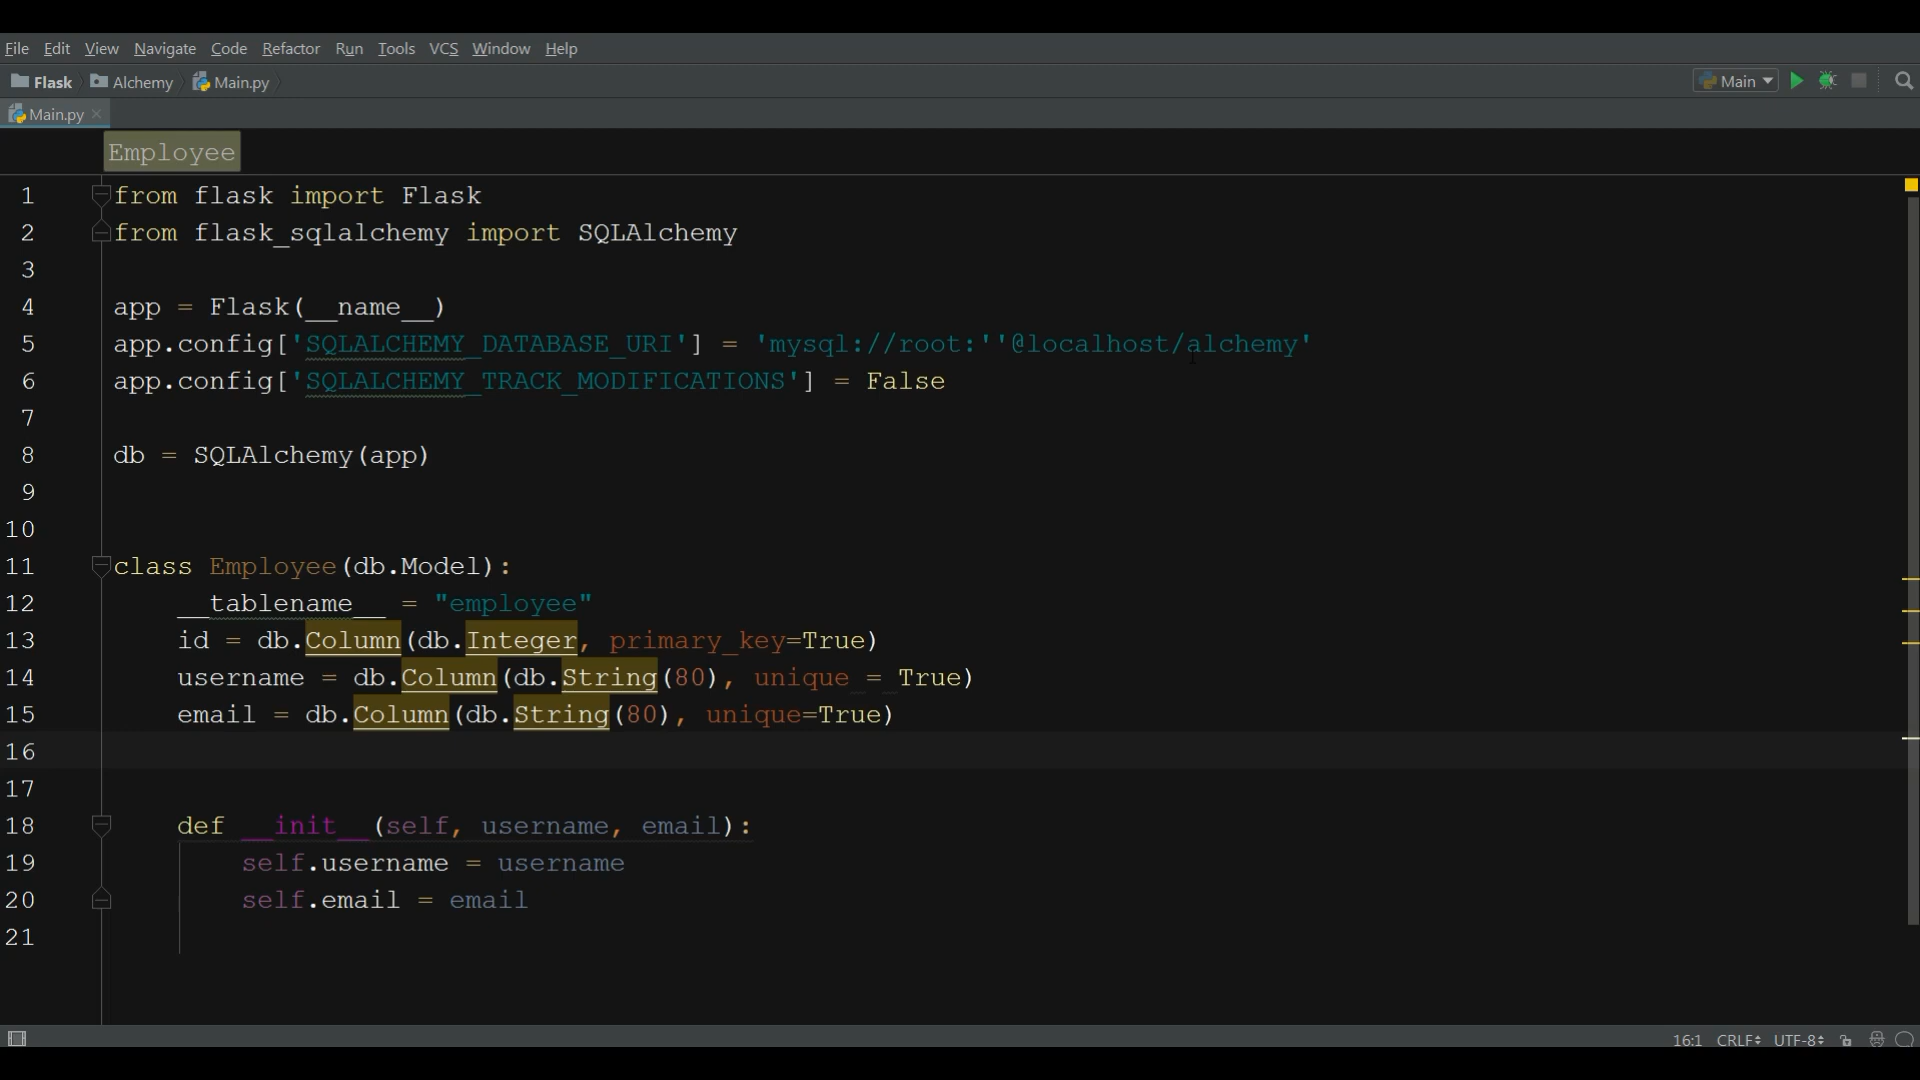 File Edit View Navigate Code Refactor Run Tools VCS Window Help
Flask Alchemy Main.py Main
Main.py
Employee
1 from flask import Flask
2 from flask_sqlalchemy import SQLAlchemy
3
4 app = Flask(__name__)
5 app.config['SQLALCHEMY_DATABASE_URI'] = 'mysql://root:''@localhost/alchemy'
6 app.config['SQLALCHEMY_TRACK_MODIFICATIONS'] = False
7
8 db = SQLAlchemy(app)
9
10
11 class Employee(db.Model):
12     __tablename__ = "employee"
13     id = db.Column(db.Integer, primary_key=True)
14     username = db.Column(db.String(80), unique = True)
15     email = db.Column(db.String(80), unique=True)
16
17
18     def __init__(self, username, email):
19         self.username = username
20         self.email = email
21
16:1 CRLF UTF-8